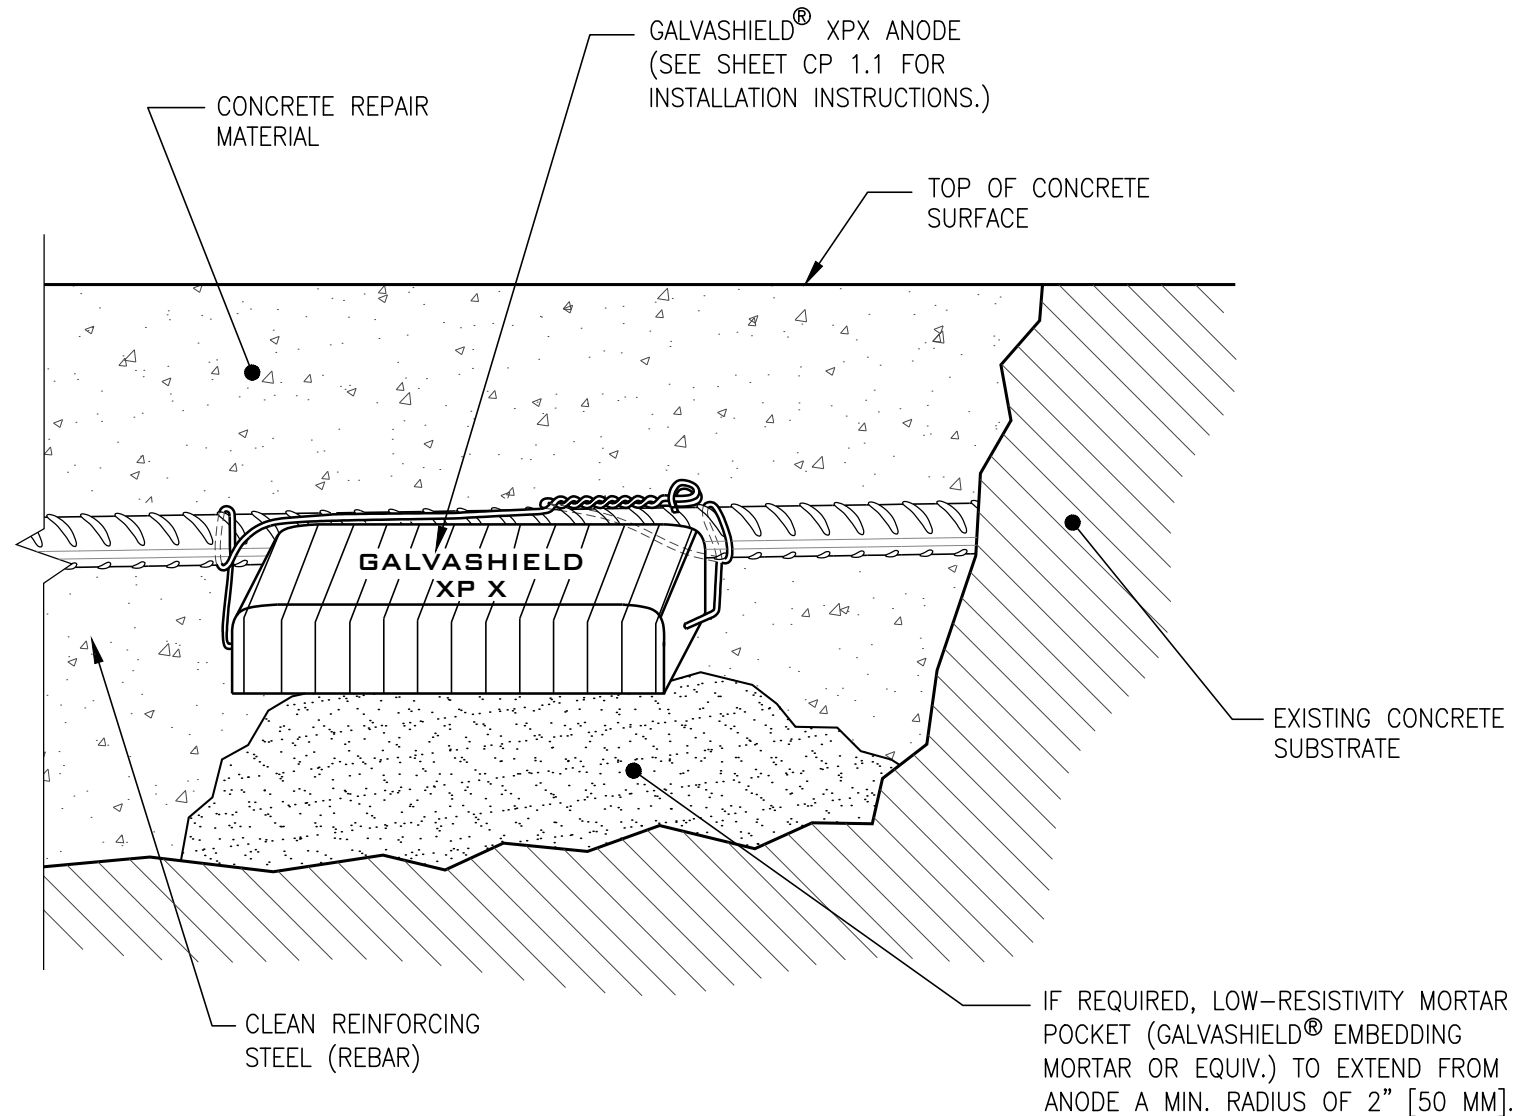 GALVASHIELD® XPX ANODE
(SEE SHEET CP 1.1 FOR
INSTALLATION INSTRUCTIONS.)
CONCRETE REPAIR
MATERIAL
TOP OF CONCRETE
SURFACE
GALVASHIELD
XP X
EXISTING CONCRETE
SUBSTRATE
CLEAN REINFORCING
STEEL (REBAR)
IF REQUIRED, LOW-RESISTIVITY MORTAR
POCKET (GALVASHIELD® EMBEDDING
MORTAR OR EQUIV.) TO EXTEND FROM
ANODE A MIN. RADIUS OF 2" [50 MM].